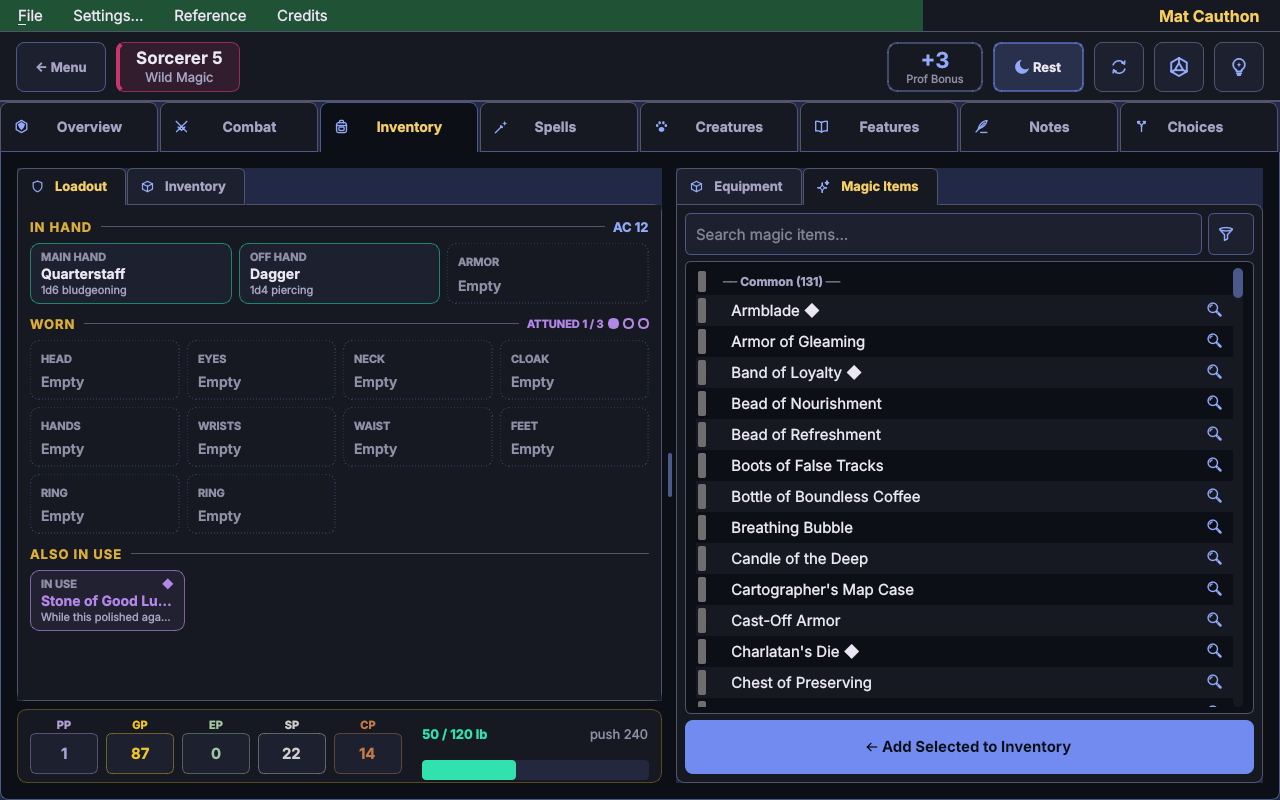 File Settings... Reference Credits Mat Cauthon
← Menu
Sorcerer 5
Wild Magic
+3
Prof Bonus
Rest
Overview Combat Inventory Spells Creatures Features Notes Choices
Loadout Inventory
IN HAND AC 12
MAIN HAND
Quarterstaff
1d6 bludgeoning
OFF HAND
Dagger
1d4 piercing
ARMOR
Empty
WORN ATTUNED 1 / 3
HEAD
Empty
EYES
Empty
NECK
Empty
CLOAK
Empty
HANDS
Empty
WRISTS
Empty
WAIST
Empty
FEET
Empty
RING
Empty
RING
Empty
ALSO IN USE
IN USE ◆
Stone of Good Lu...
While this polished aga...
PP GP EP SP CP
1 87 0 22 14
50 / 120 lb push 240
Equipment Magic Items
Search magic items...
— Common (131) —
Armblade ◆
Armor of Gleaming
Band of Loyalty ◆
Bead of Nourishment
Bead of Refreshment
Boots of False Tracks
Bottle of Boundless Coffee
Breathing Bubble
Candle of the Deep
Cartographer's Map Case
Cast-Off Armor
Charlatan's Die ◆
Chest of Preserving
← Add Selected to Inventory